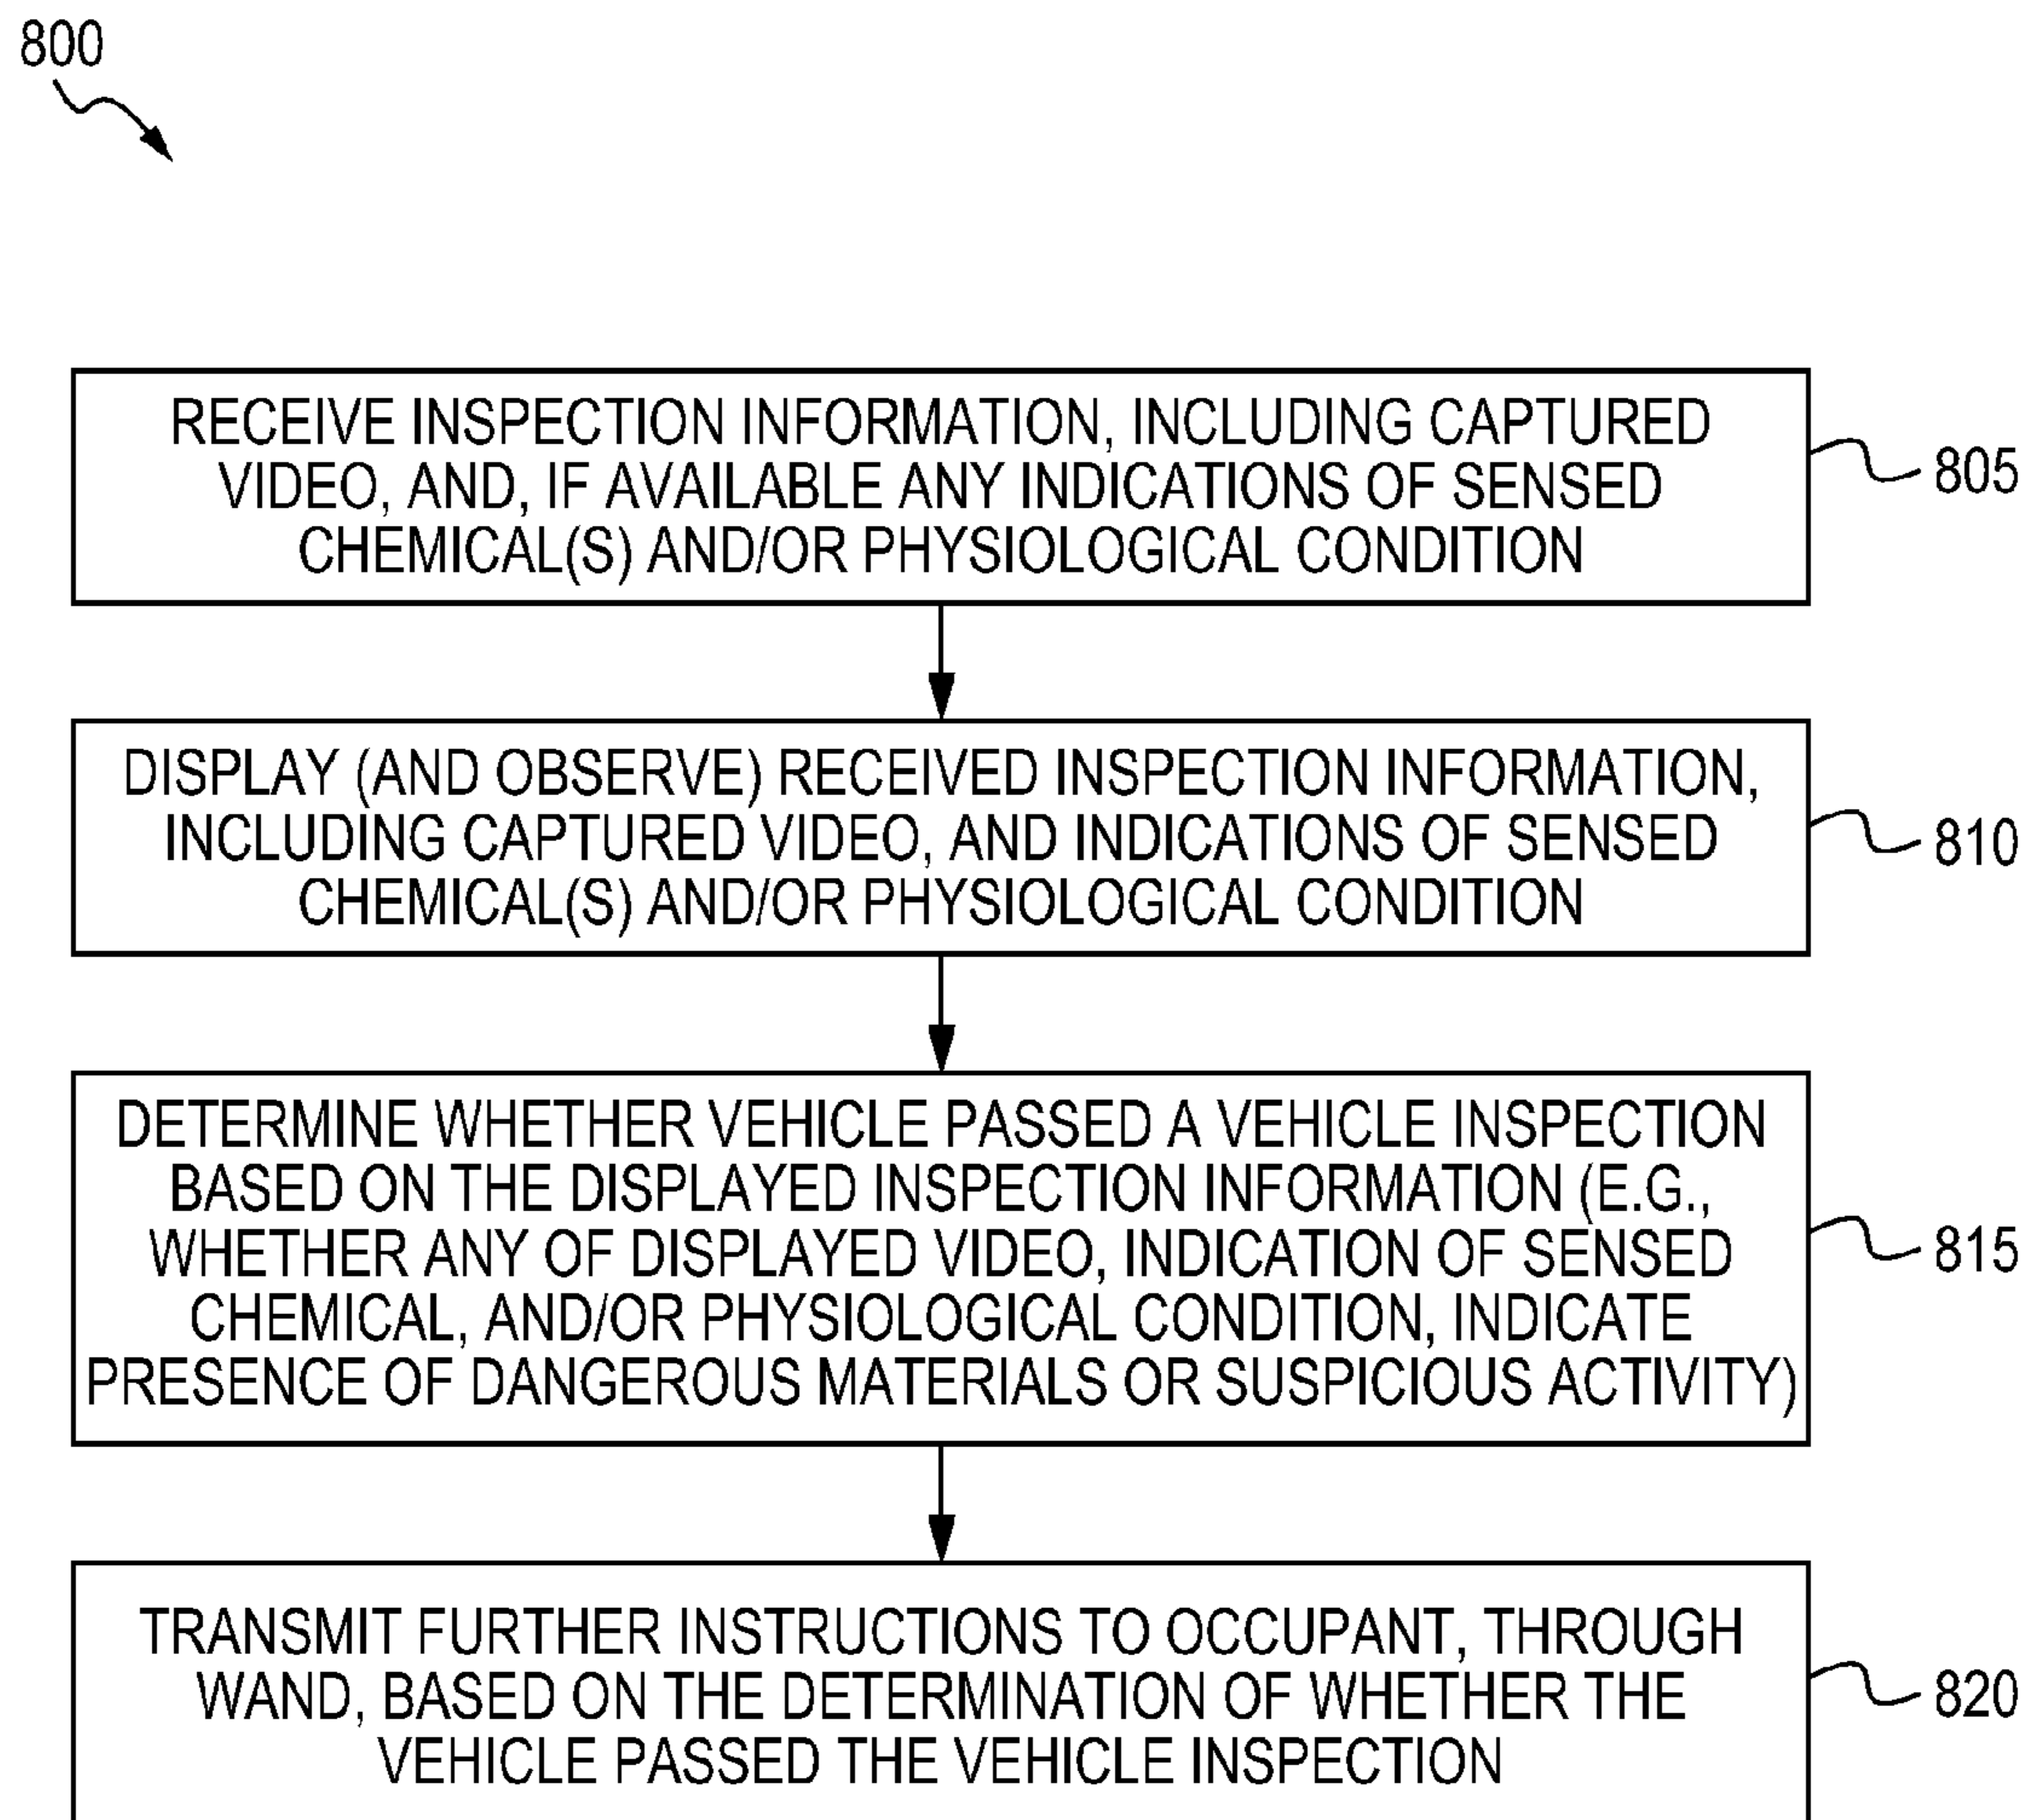 800
RECEIVE INSPECTION INFORMATION, INCLUDING CAPTURED
VIDEO, AND, IF AVAILABLE ANY INDICATIONS OF SENSED
CHEMICAL(S) AND/OR PHYSIOLOGICAL CONDITION
805
DISPLAY (AND OBSERVE) RECEIVED INSPECTION INFORMATION,
INCLUDING CAPTURED VIDEO, AND INDICATIONS OF SENSED
CHEMICAL(S) AND/OR PHYSIOLOGICAL CONDITION
810
DETERMINE WHETHER VEHICLE PASSED A VEHICLE INSPECTION
BASED ON THE DISPLAYED INSPECTION INFORMATION (E.G.,
WHETHER ANY OF DISPLAYED VIDEO, INDICATION OF SENSED
CHEMICAL, AND/OR PHYSIOLOGICAL CONDITION, INDICATE
PRESENCE OF DANGEROUS MATERIALS OR SUSPICIOUS ACTIVITY)
815
TRANSMIT FURTHER INSTRUCTIONS TO OCCUPANT, THROUGH
WAND, BASED ON THE DETERMINATION OF WHETHER THE
VEHICLE PASSED THE VEHICLE INSPECTION
820